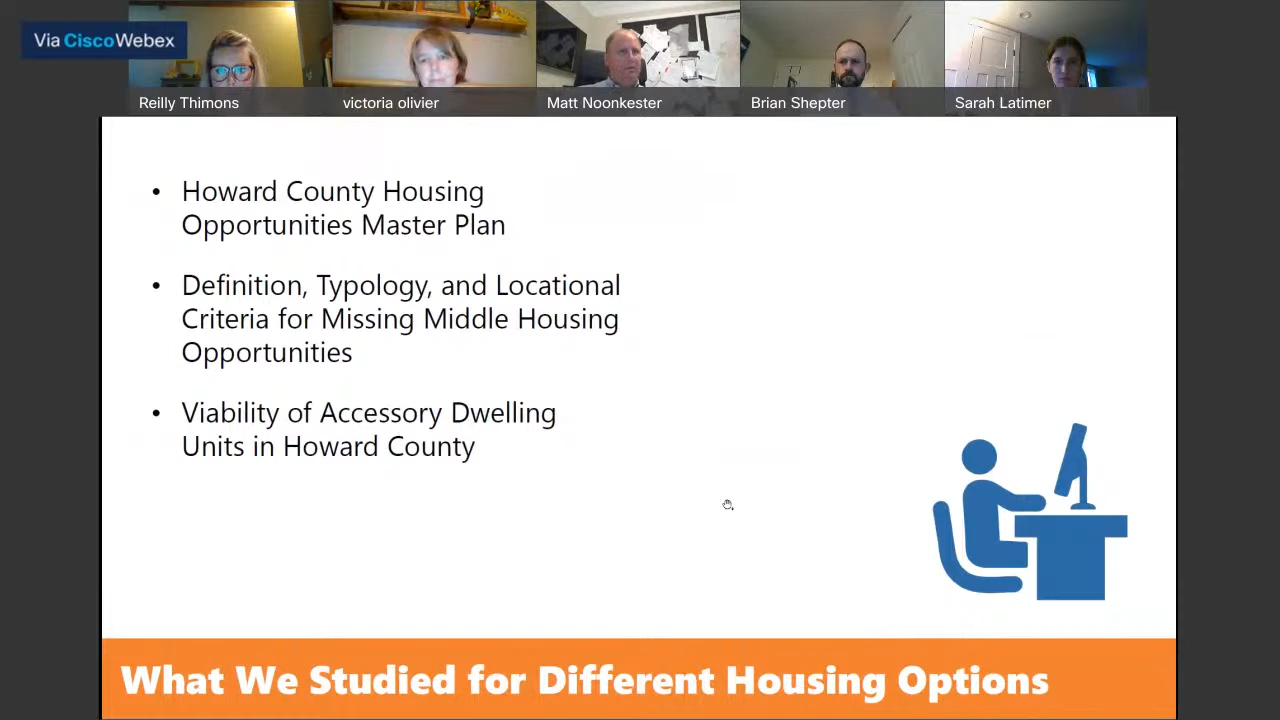 Via CiscoWebex
Reilly Thimons
victoria olivier
Matt Noonkester
Brian Shepter
Sarah Latimer
• Howard County Housing
Opportunities Master Plan
• Definition, Typology, and Locational
Criteria for Missing Middle Housing
Opportunities
• Viability of Accessory Dwelling
Units in Howard County
What We Studied for Different Housing Options